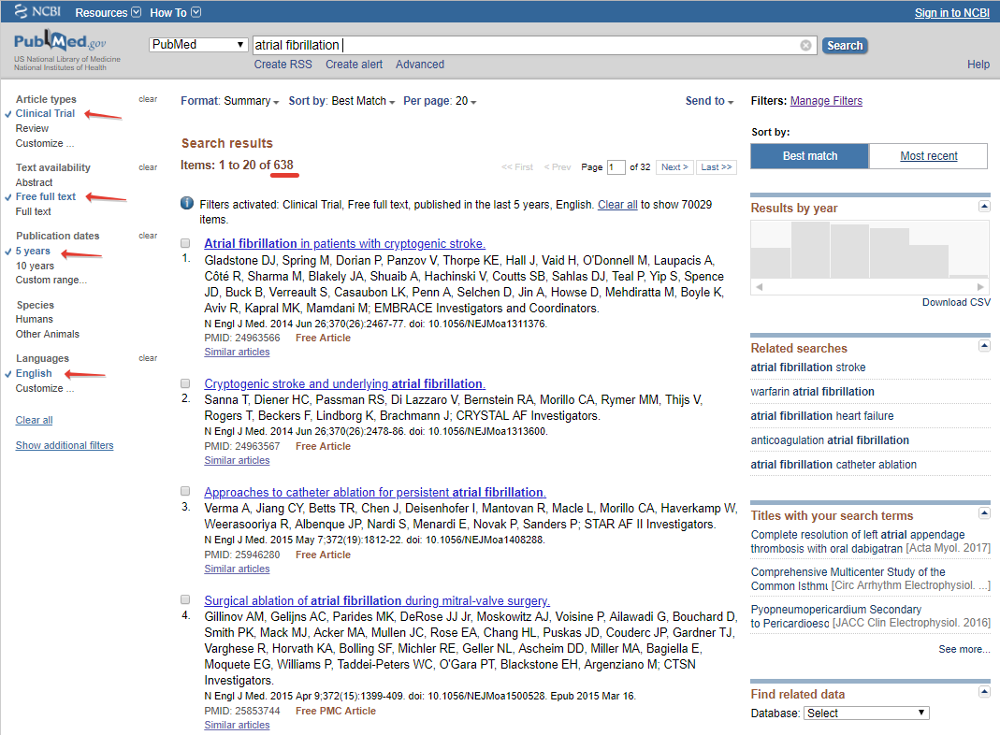 NCBI Resources How To Sign in to NCBI
PubMed.gov
US National Library of Medicine
National Institutes of Health
PubMed atrial fibrillation Search
Create RSS Create alert Advanced Help
Article types clear
Clinical Trial
Review
Customize ...
Text availability clear
Abstract
Free full text
Full text
Publication dates clear
5 years
10 years
Custom range...
Species
Humans
Other Animals
Languages clear
English
Customize ...
Clear all
Show additional filters
Format: Summary Sort by: Best Match Per page: 20 Send to
Search results
Items: 1 to 20 of 638
<< First < Prev Page 1 of 32 Next > Last >>
Filters activated: Clinical Trial, Free full text, published in the last 5 years, English. Clear all to show 70029
items.
Atrial fibrillation in patients with cryptogenic stroke.
1. Gladstone DJ, Spring M, Dorian P, Panzov V, Thorpe KE, Hall J, Vaid H, O'Donnell M, Laupacis A,
Côté R, Sharma M, Blakely JA, Shuaib A, Hachinski V, Coutts SB, Sahlas DJ, Teal P, Yip S, Spence
JD, Buck B, Verreault S, Casaubon LK, Penn A, Selchen D, Jin A, Howse D, Mehdiratta M, Boyle K,
Aviv R, Kapral MK, Mamdani M; EMBRACE Investigators and Coordinators.
N Engl J Med. 2014 Jun 26;370(26):2467-77. doi: 10.1056/NEJMoa1311376.
PMID: 24963566 Free Article
Similar articles
Cryptogenic stroke and underlying atrial fibrillation.
2. Sanna T, Diener HC, Passman RS, Di Lazzaro V, Bernstein RA, Morillo CA, Rymer MM, Thijs V,
Rogers T, Beckers F, Lindborg K, Brachmann J; CRYSTAL AF Investigators.
N Engl J Med. 2014 Jun 26;370(26):2478-86. doi: 10.1056/NEJMoa1313600.
PMID: 24963567 Free Article
Similar articles
Approaches to catheter ablation for persistent atrial fibrillation.
3. Verma A, Jiang CY, Betts TR, Chen J, Deisenhofer I, Mantovan R, Macle L, Morillo CA, Haverkamp W,
Weerasooriya R, Albenque JP, Nardi S, Menardi E, Novak P, Sanders P; STAR AF II Investigators.
N Engl J Med. 2015 May 7;372(19):1812-22. doi: 10.1056/NEJMoa1408288.
PMID: 25946280 Free Article
Similar articles
Surgical ablation of atrial fibrillation during mitral-valve surgery.
4. Gillinov AM, Gelijns AC, Parides MK, DeRose JJ Jr, Moskowitz AJ, Voisine P, Ailawadi G, Bouchard D,
Smith PK, Mack MJ, Acker MA, Mullen JC, Rose EA, Chang HL, Puskas JD, Couderc JP, Gardner TJ,
Varghese R, Horvath KA, Bolling SF, Michler RE, Geller NL, Ascheim DD, Miller MA, Bagiella E,
Moquete EG, Williams P, Taddei-Peters WC, O'Gara PT, Blackstone EH, Argenziano M; CTSN
Investigators.
N Engl J Med. 2015 Apr 9;372(15):1399-409. doi: 10.1056/NEJMoa1500528. Epub 2015 Mar 16.
PMID: 25853744 Free PMC Article
Similar articles
Filters: Manage Filters
Sort by:
Best match Most recent
Results by year
Download CSV
Related searches
atrial fibrillation stroke
warfarin atrial fibrillation
atrial fibrillation heart failure
anticoagulation atrial fibrillation
atrial fibrillation catheter ablation
Titles with your search terms
Complete resolution of left atrial appendage
thrombosis with oral dabigatran [Acta Myol. 2017]
Comprehensive Multicenter Study of the
Common Isthmu [Circ Arrhythm Electrophysiol. ...]
Pyopneumopericardium Secondary
to Pericardioesc [JACC Clin Electrophysiol. 2016]
See more...
Find related data
Database: Select